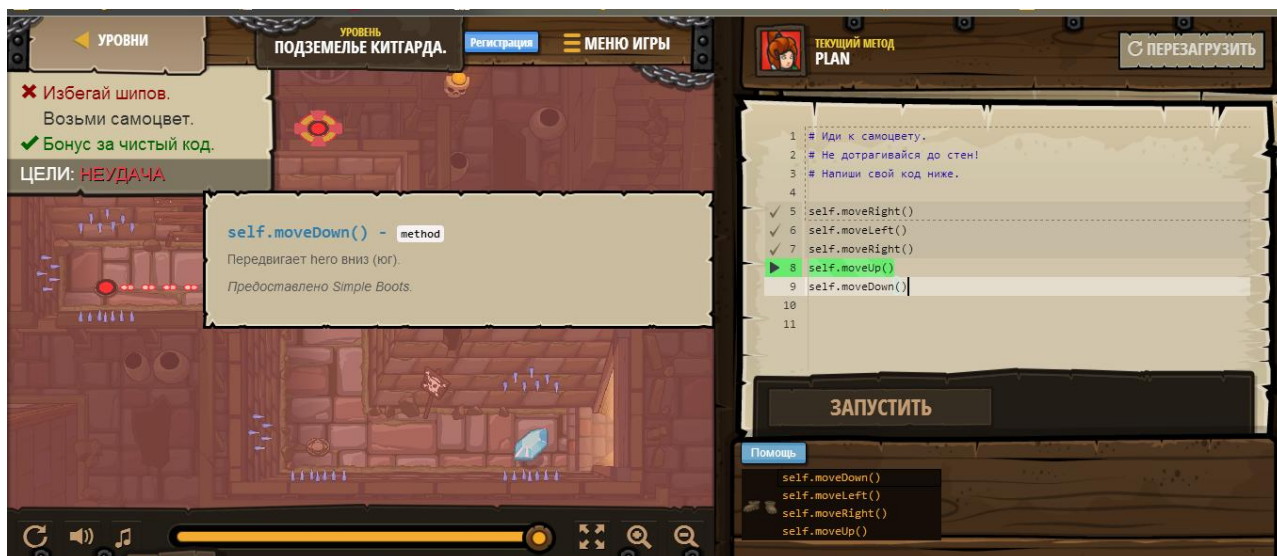 УРОВНИ
УРОВЕНЬ
ПОДЗЕМЕЛЬЕ КИТГАРДА.
Регистрация
МЕНЮ ИГРЫ
Избегай шипов.
Возьми самоцвет.
Бонус за чистый код.
ЦЕЛИ: НЕУДАЧА
self.moveDown() - method
Передвигает hero вниз (юг).
Предоставлено Simple Boots.
ТЕКУЩИЙ МЕТОД
PLAN
ПЕРЕЗАГРУЗИТЬ
1 # Иди к самоцвету.
2 # Не дотрагивайся до стен!
3 # Напиши свой код ниже.
4
5 self.moveRight()
6 self.moveLeft()
7 self.moveRight()
8 self.moveUp()
9 self.moveDown()
10
11
ЗАПУСТИТЬ
Помощь
self.moveDown()
self.moveLeft()
self.moveRight()
self.moveUp()